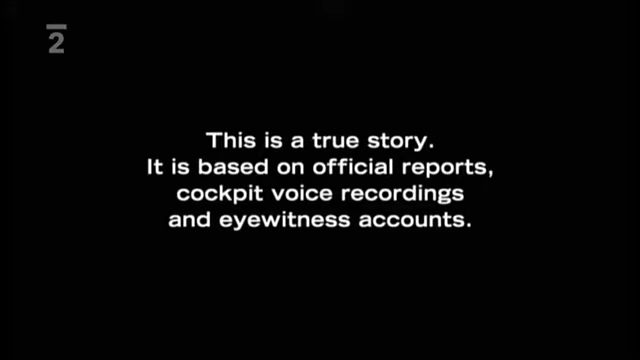 2
This is a true story.
It is based on official reports,
cockpit voice recordings
and eyewitness accounts.